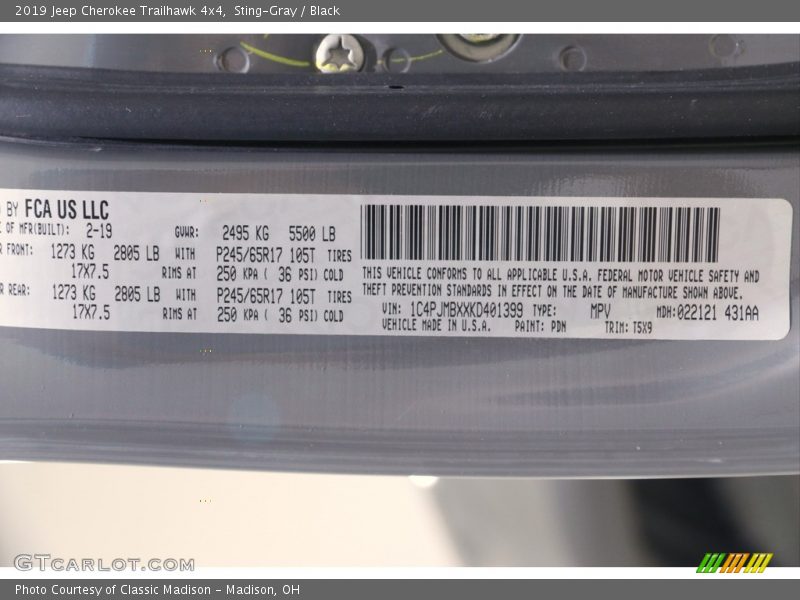 2019 Jeep Cherokee Trailhawk 4x4, Sting-Gray / Black
BY FCA US LLC
OF MFR(BUILT): 2-19 GVWR: 2495 KG 5500 LB
FRONT: 1273 KG 2805 LB WITH P245/65R17 105T TIRES
17X7.5 RIMS AT 250 KPA ( 36 PSI) COLD
REAR: 1273 KG 2805 LB WITH P245/65R17 105T TIRES
17X7.5 RIMS AT 250 KPA ( 36 PSI) COLD
THIS VEHICLE CONFORMS TO ALL APPLICABLE U.S.A. FEDERAL MOTOR VEHICLE SAFETY AND
THEFT PREVENTION STANDARDS IN EFFECT ON THE DATE OF MANUFACTURE SHOWN ABOVE.
VIN: 1C4PJMBXXKD401399 TYPE: MPV MDH:022121 431AA
VEHICLE MADE IN U.S.A. PAINT: PDN TRIM: T5X9
GTCARLOT.COM
Photo Courtesy of Classic Madison - Madison, OH